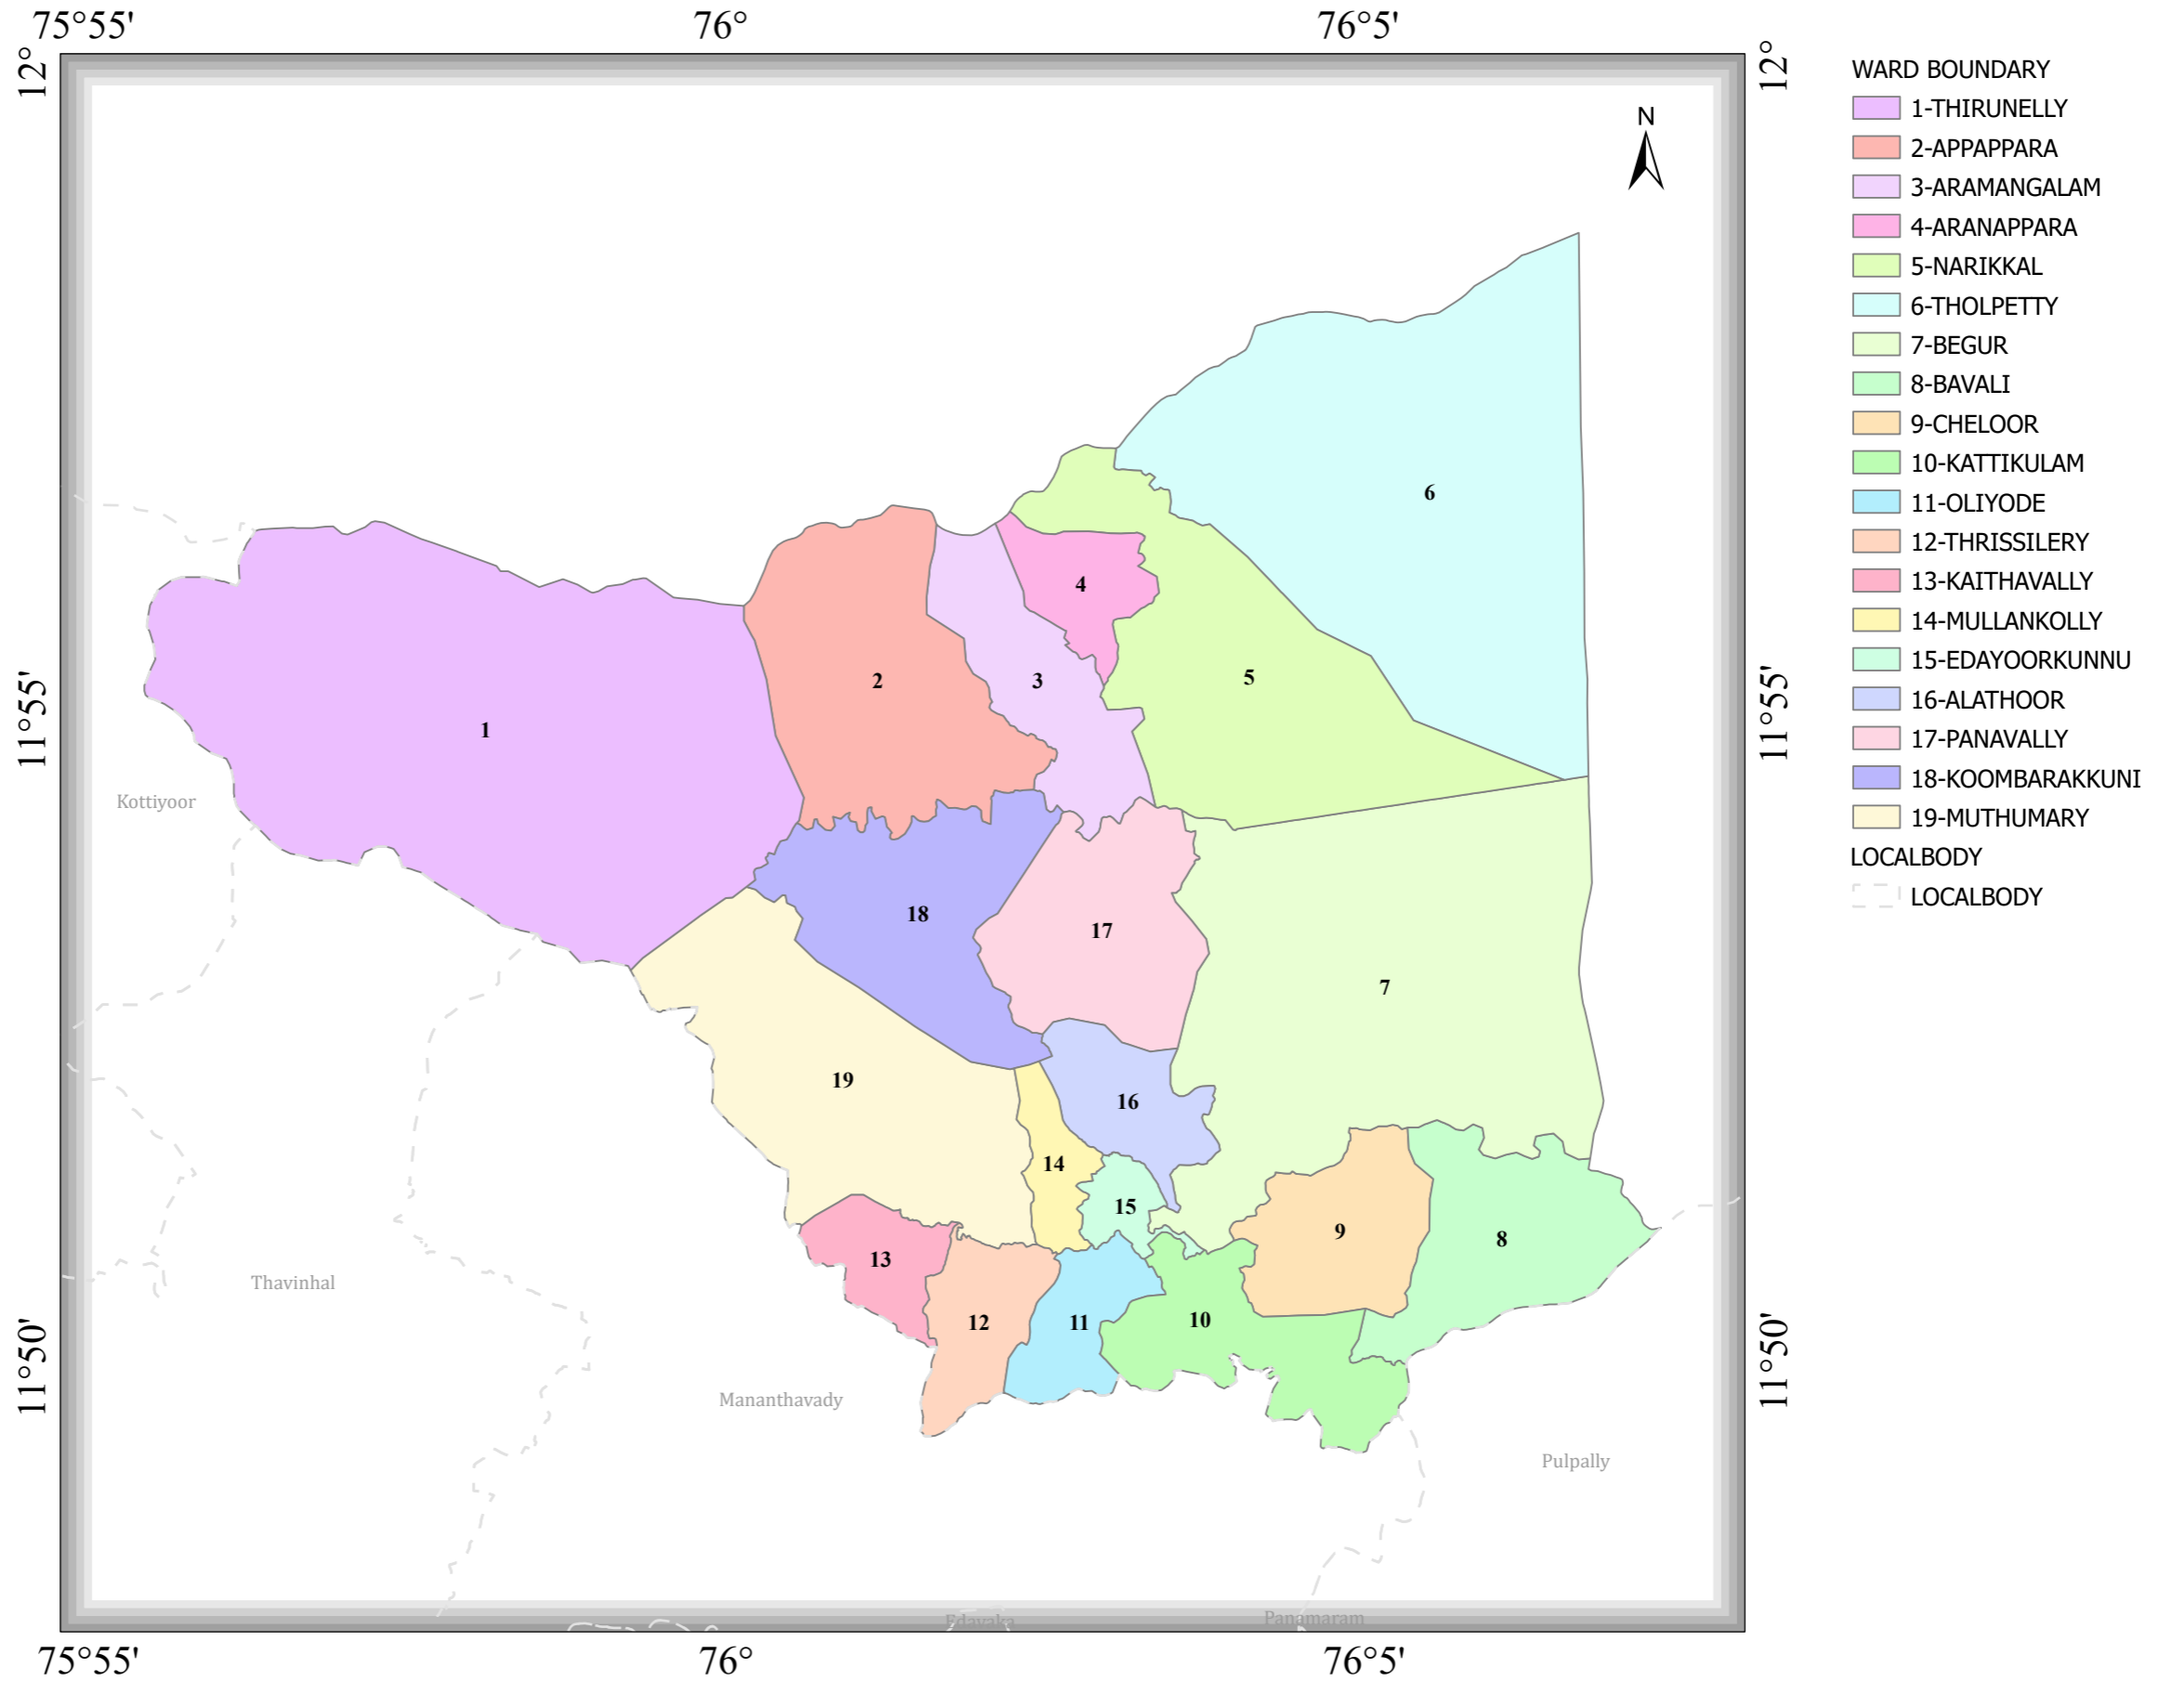 75°55'
76°
76°5'
12°
12°
N
WARD BOUNDARY
1-THIRUNELLY
2-APPAPPARA
3-ARAMANGALAM
4-ARANAPPARA
5-NARIKKAL
6-THOLPETTY
7-BEGUR
8-BAVALI
9-CHELOOR
10-KATTIKULAM
11-OLIYODE
12-THRISSILERY
13-KAITHAVALLY
14-MULLANKOLLY
15-EDAYOORKUNNU
16-ALATHOOR
17-PANAVALLY
18-KOOMBARAKKUNI
19-MUTHUMARY
LOCALBODY
LOCALBODY
6
4
5
2
3
1
11°55'
11°55'
Kottiyoor
18
17
7
19
16
14
15
9
8
13
Thavinhal
12
11
10
11°50'
11°50'
Mananthavady
Pulpally
Edavaka
Panamaram
75°55'
76°
76°5'